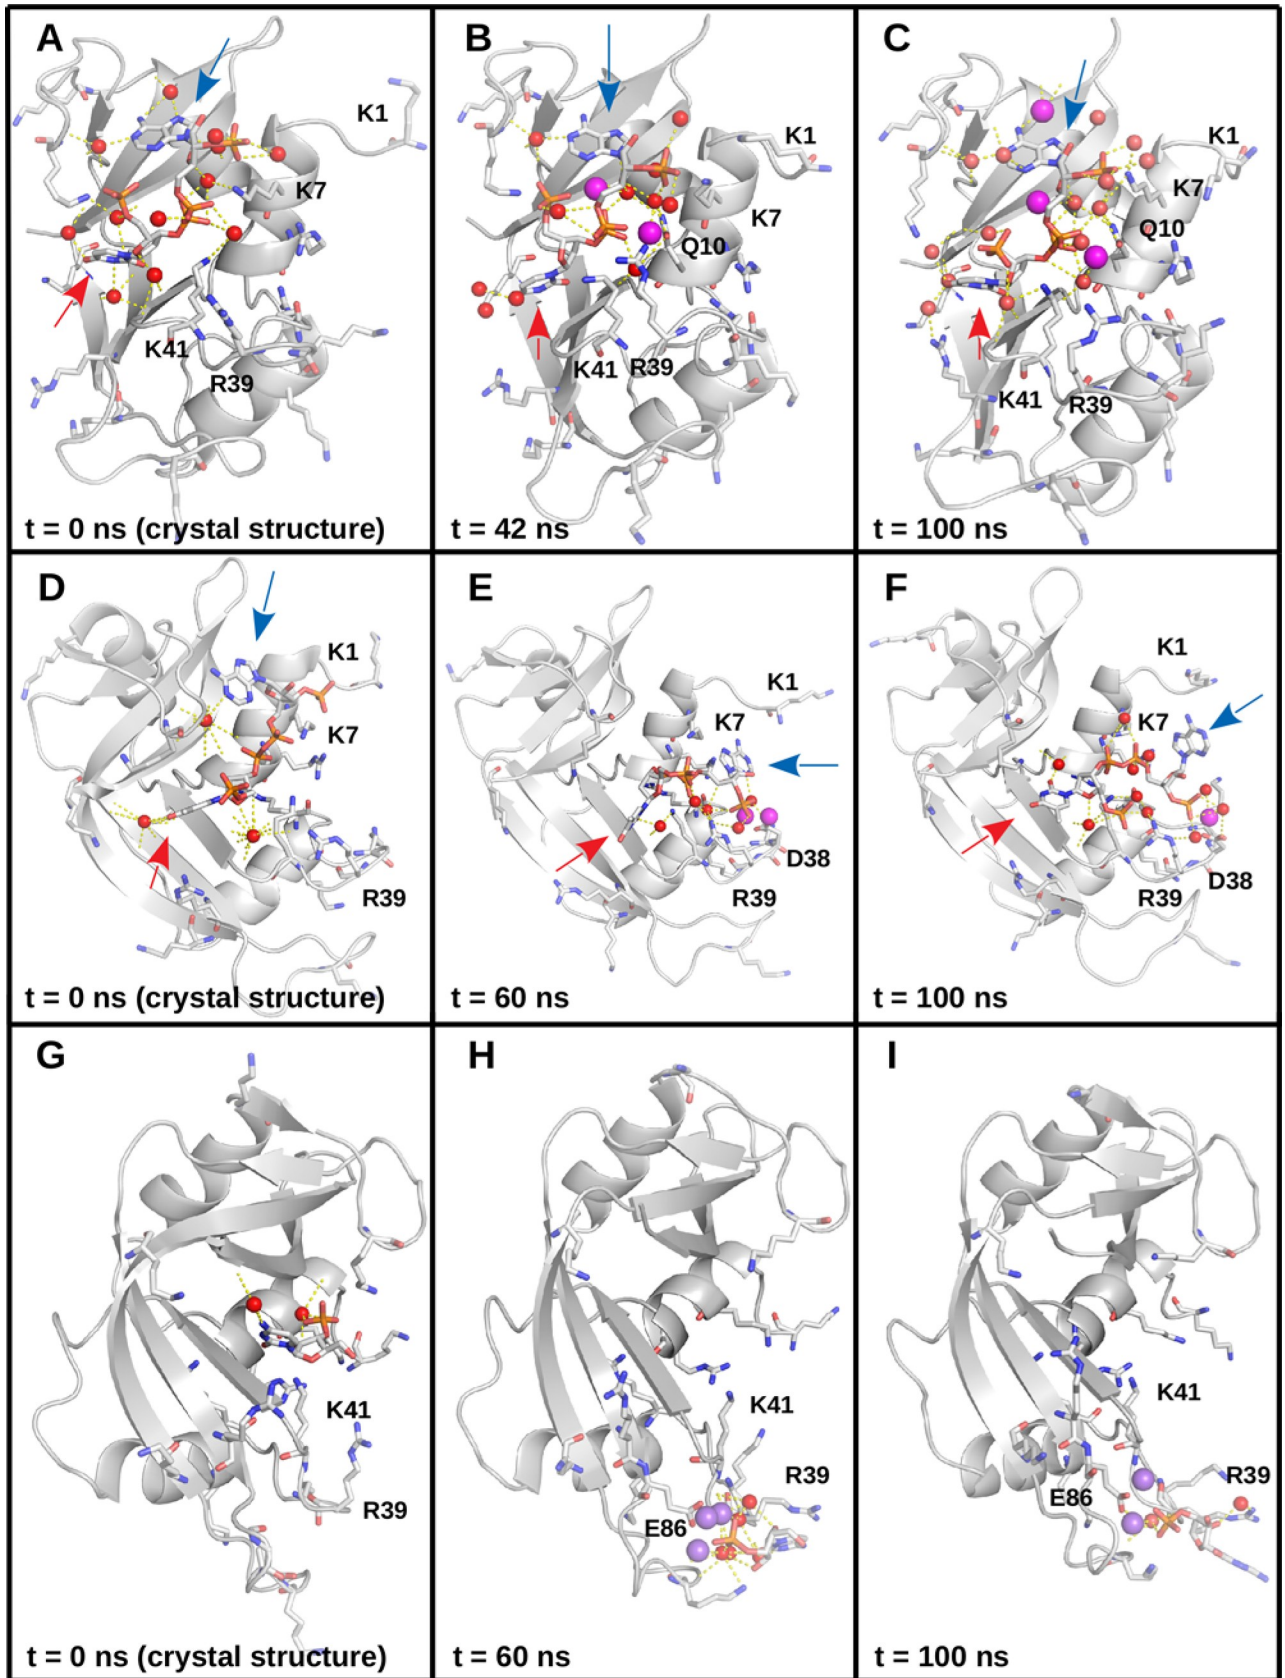 A
K1
K7
K41
R39
t = 0 ns (crystal structure)
B
K1
K7
Q10
K41 R39
t = 42 ns
C
K1
K7
Q10
K41 R39
t = 100 ns
D
K1
K7
R39
t = 0 ns (crystal structure)
E
K1
K7
D38
R39
t = 60 ns
F
K1
K7
D38
R39
t = 100 ns
G
K41
R39
t = 0 ns (crystal structure)
H
K41
R39
E86
t = 60 ns
I
K41
R39
E86
t = 100 ns